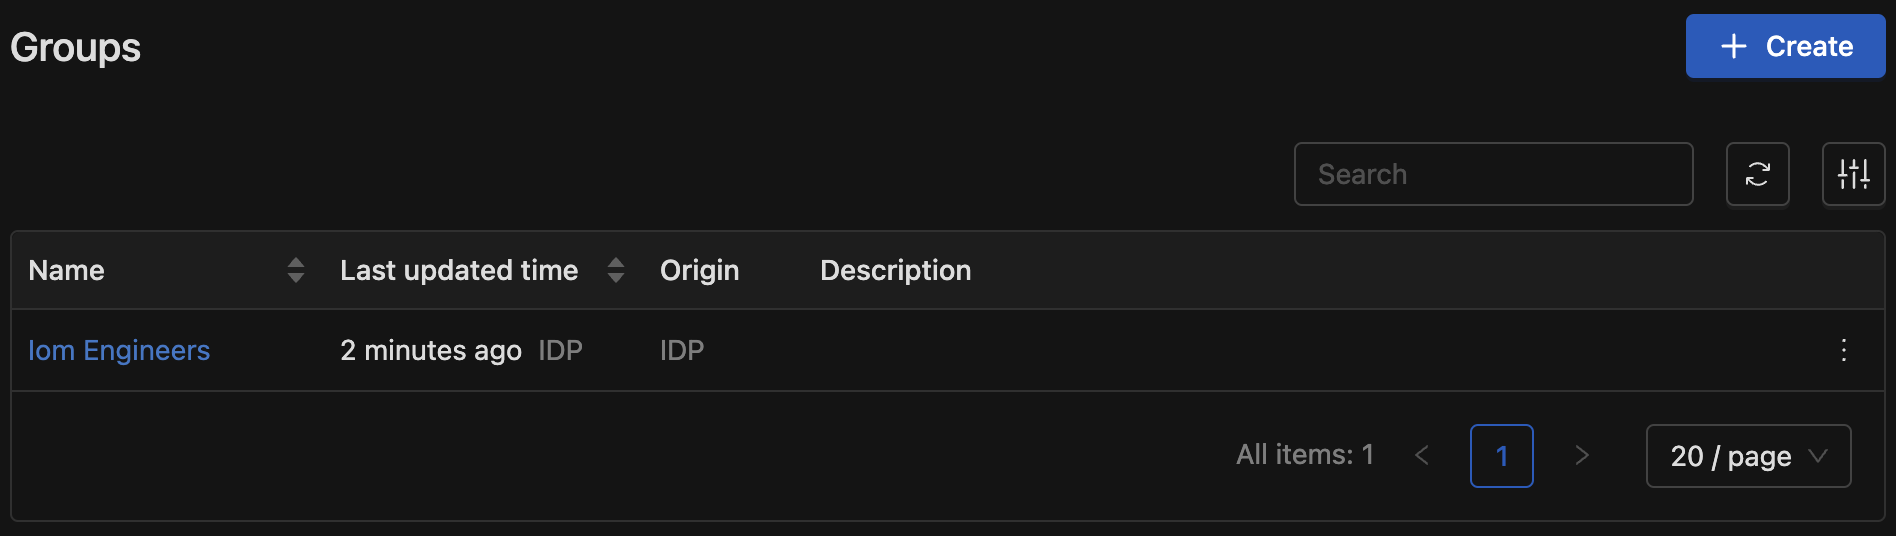 Groups
Create
Search
Name Last updated time Origin Description
Iom Engineers 2 minutes ago IDP IDP
All items: 1 1 20 / page